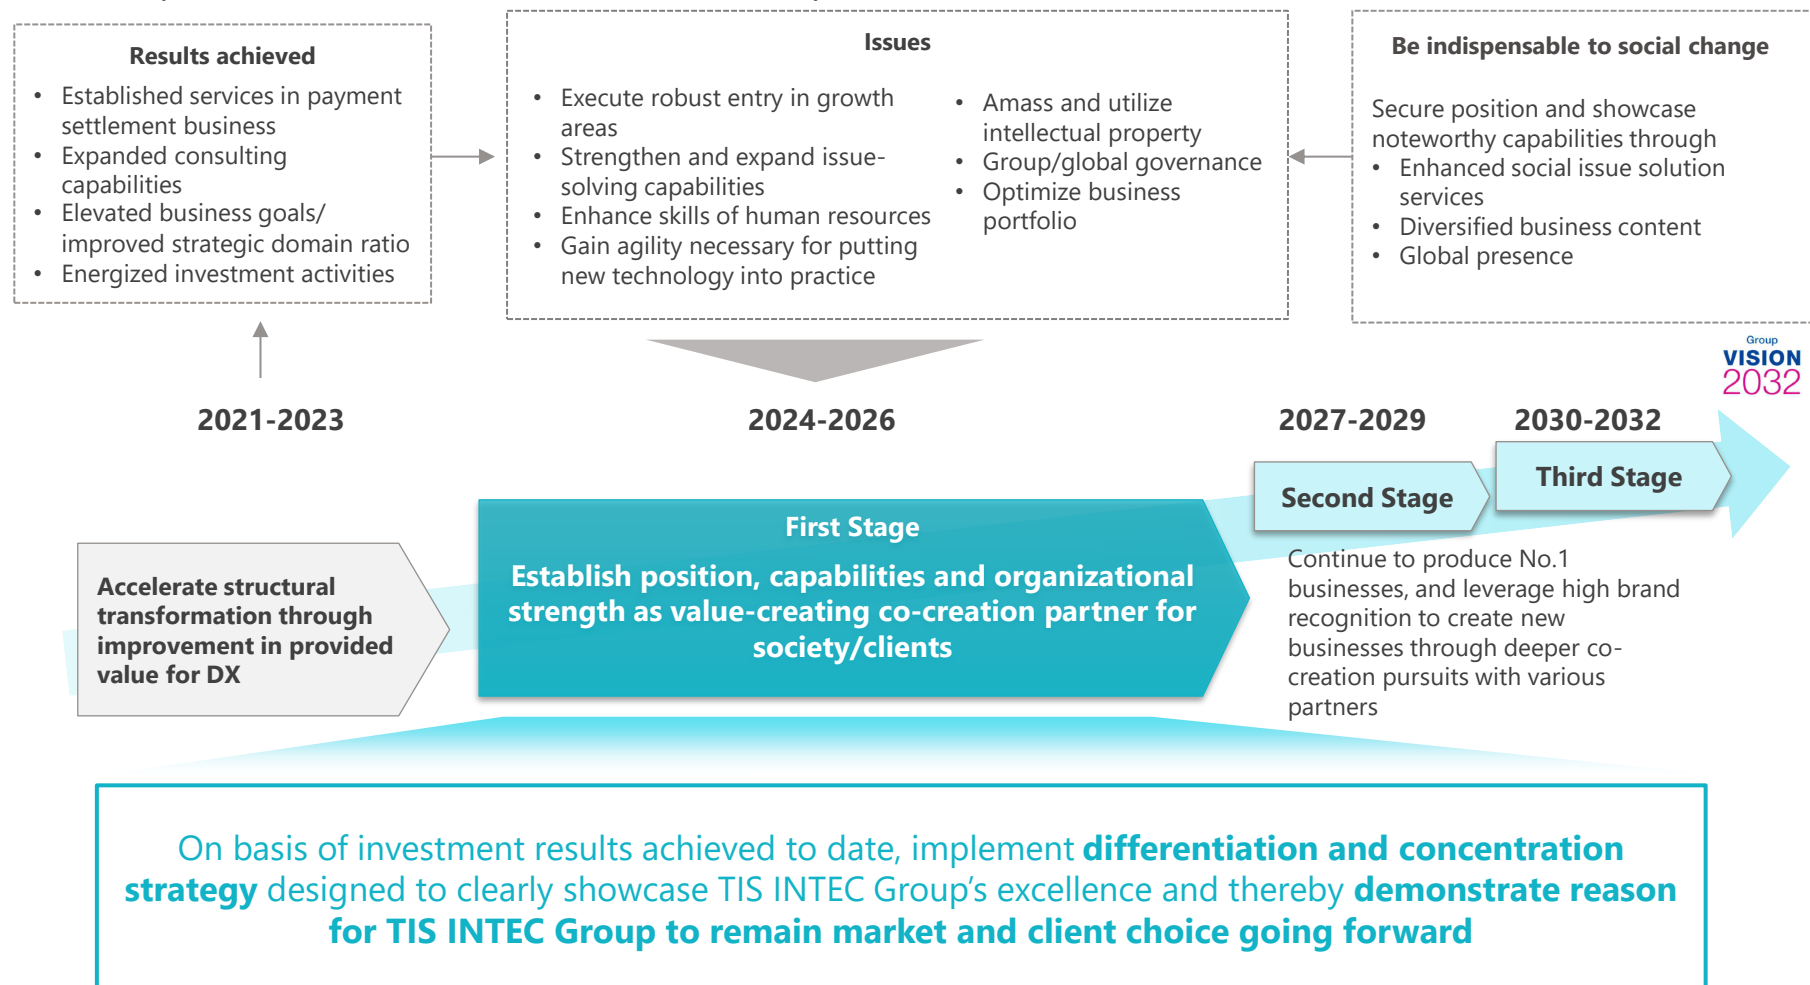 Results achieved
• Established services in payment
settlement business
• Expanded consulting
capabilities
• Elevated business goals/
improved strategic domain ratio
• Energized investment activities
Issues
• Execute robust entry in growth
areas
• Strengthen and expand issue-
solving capabilities
• Enhance skills of human resources
• Gain agility necessary for putting
new technology into practice
• Amass and utilize
intellectual property
• Group/global governance
• Optimize business
portfolio
Be indispensable to social change
Secure position and showcase
noteworthy capabilities through
• Enhanced social issue solution
services
• Diversified business content
• Global presence
Group
VISION
2032
2021-2023
2024-2026
2027-2029
2030-2032
Accelerate structural
transformation through
improvement in provided
value for DX
First Stage
Establish position, capabilities and organizational
strength as value-creating co-creation partner for
society/clients
Second Stage
Third Stage
Continue to produce No.1
businesses, and leverage high brand
recognition to create new
businesses through deeper co-
creation pursuits with various
partners
On basis of investment results achieved to date, implement differentiation and concentration
strategy designed to clearly showcase TIS INTEC Group’s excellence and thereby demonstrate reason
for TIS INTEC Group to remain market and client choice going forward